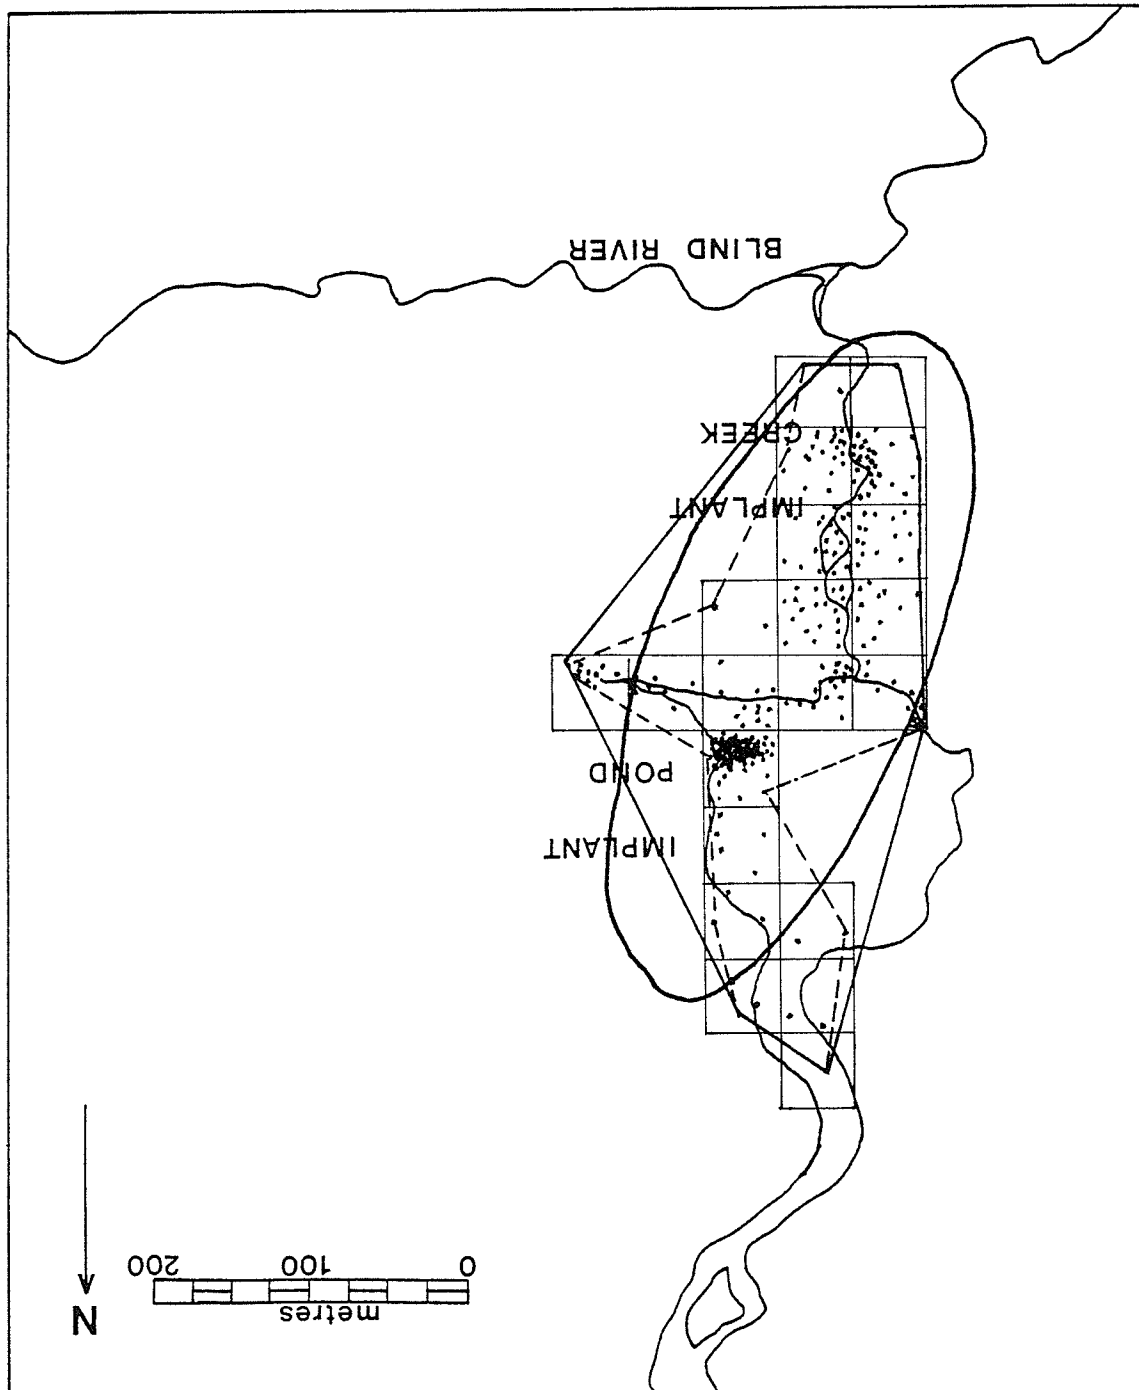 N
metres
0 100 200
IMPLANT
POND
IMPLANT
CREEK
BLIND RIVER